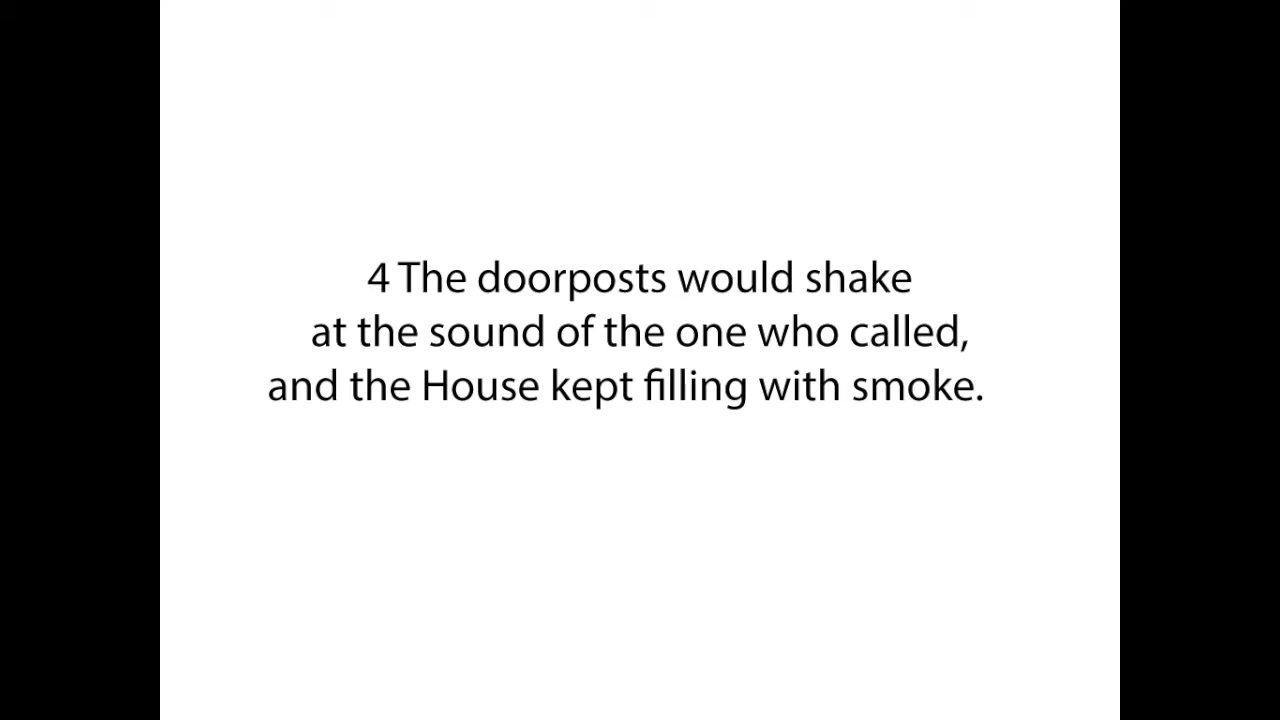 4 The doorposts would shake
at the sound of the one who called,
and the House kept filling with smoke.